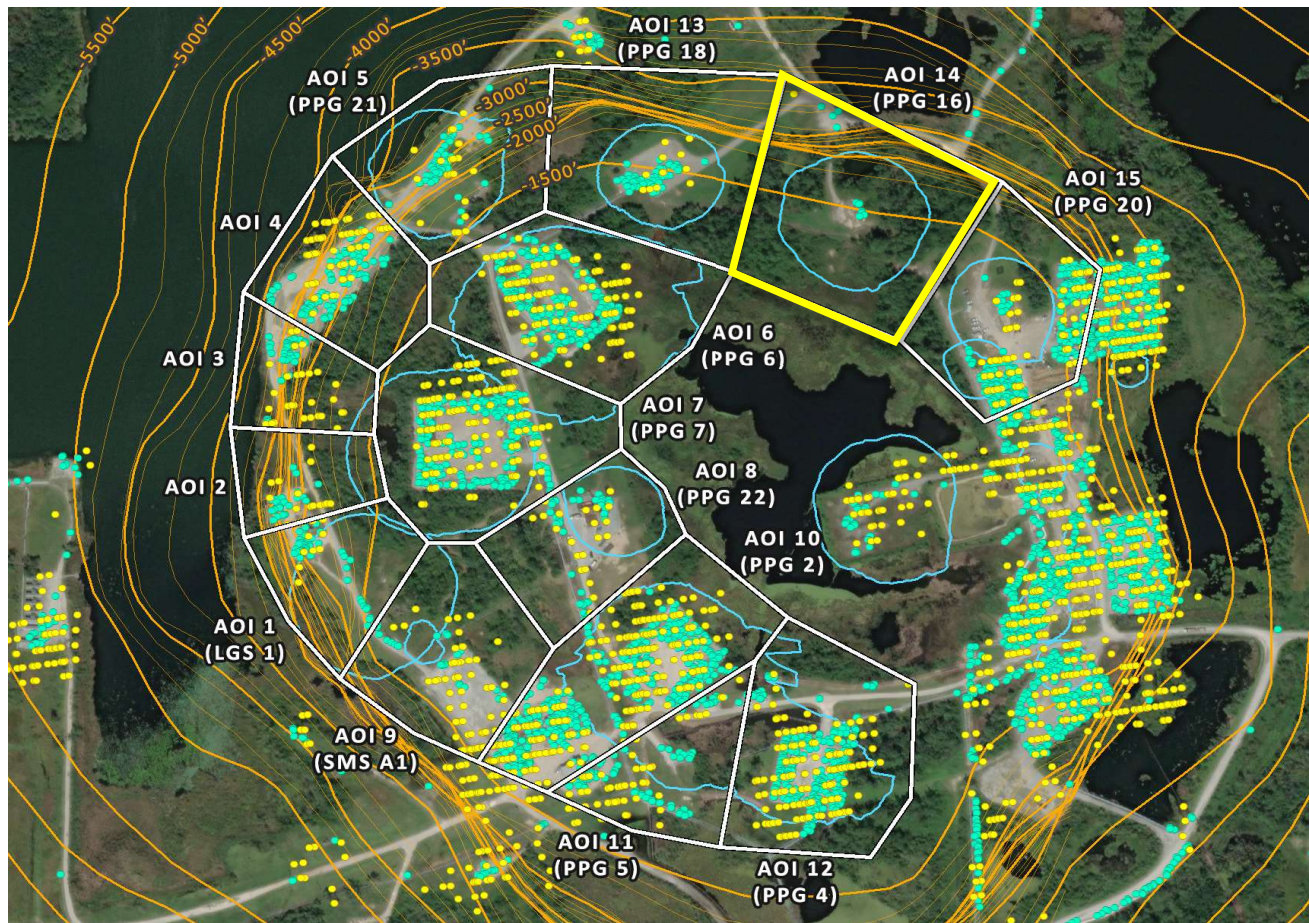 -5500'
-5000'
-4500'
-4000'
-3500'
-3000'
-2500'
-2000'
-1500'
AOI 13
(PPG 18)
AOI 5
(PPG 21)
AOI 14
(PPG 16)
AOI 15
(PPG 20)
AOI 4
AOI 3
AOI 6
(PPG 6)
AOI 7
(PPG 7)
AOI 2
AOI 8
(PPG 22)
AOI 10
(PPG 2)
AOI 1
(LGS 1)
AOI 9
(SMS A1)
AOI 11
(PPG 5)
AOI 12
(PPG 4)